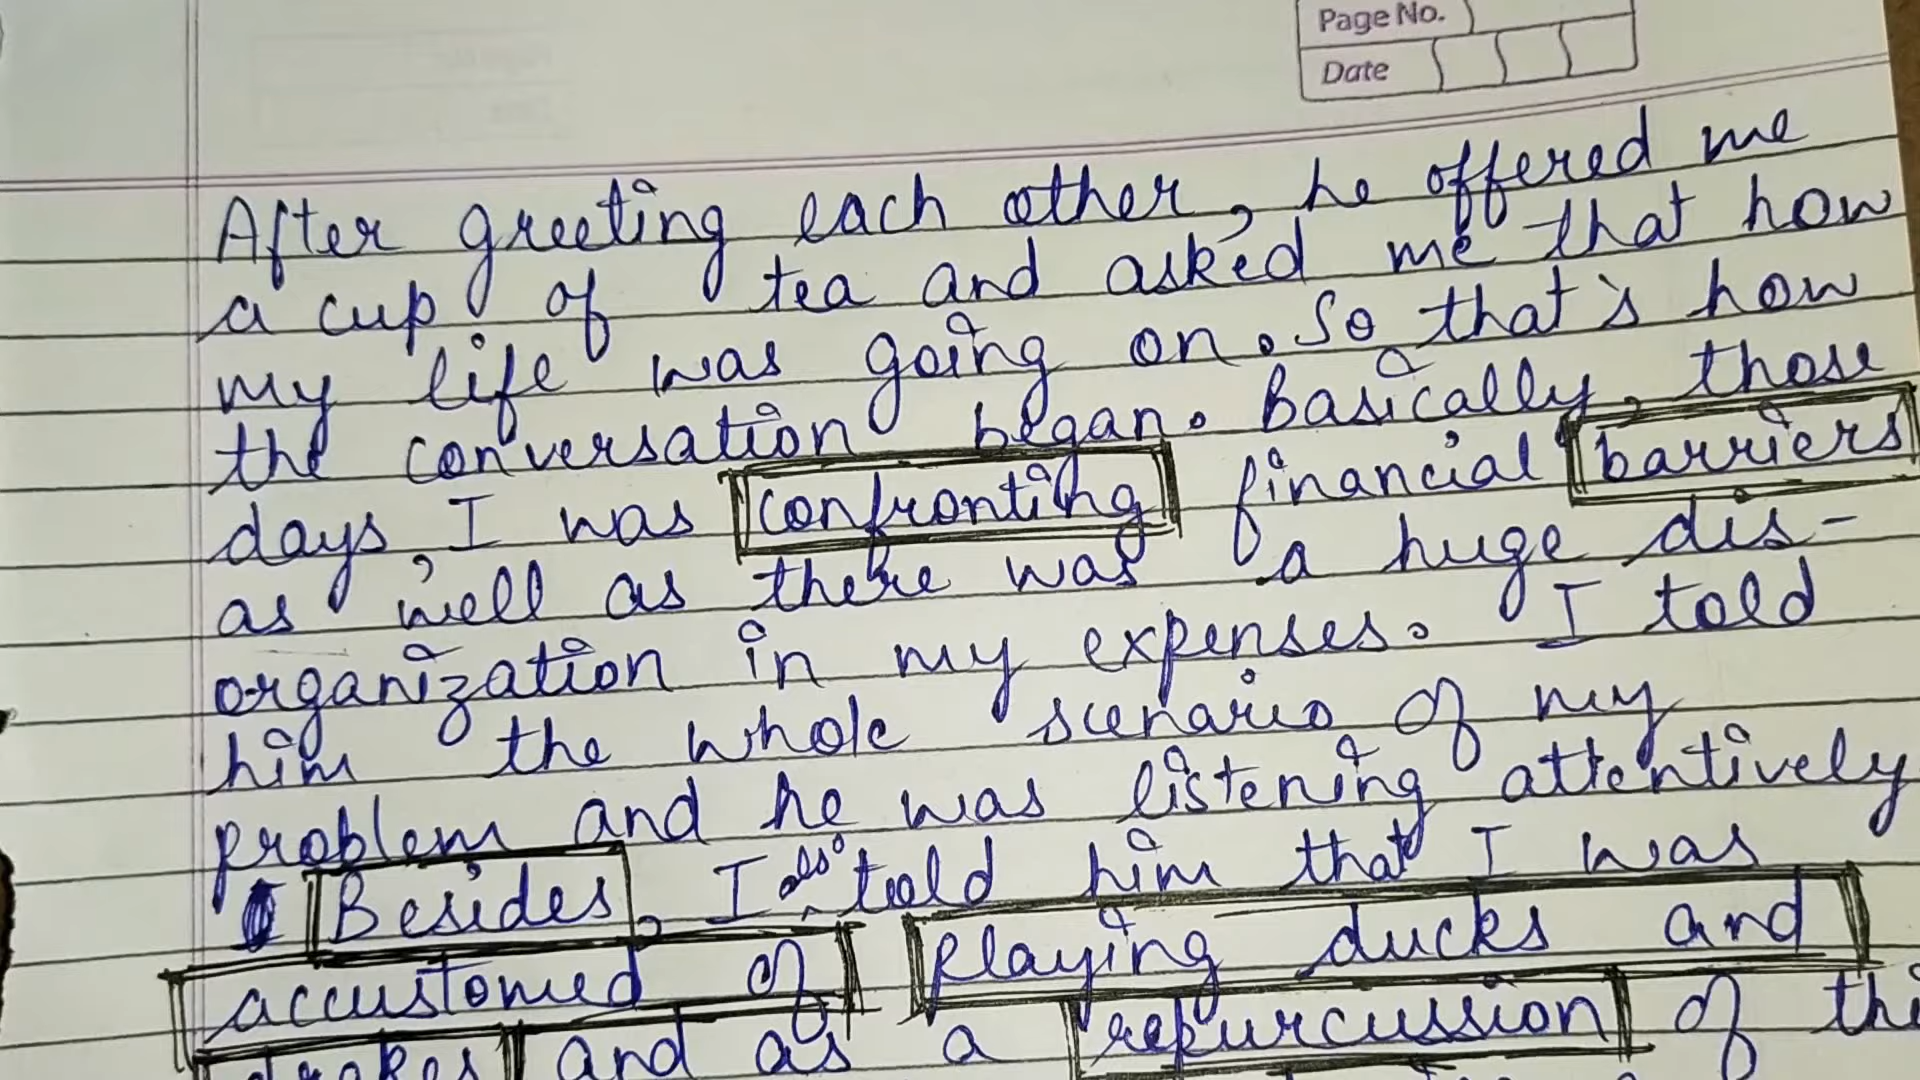 Page No.
Date
After greeting each other, he offered me
a cup of tea and asked me that how
my life was going on. So that's how
the conversation began. Basically, those
days, I was confronting financial barriers
as well as there was a huge dis-
organization in my expenses. I told
him the whole scenario of my
problem and he was listening attentively
Besides, I also told him that I was
accustomed of playing ducks and
drakes and as a repurcussion of